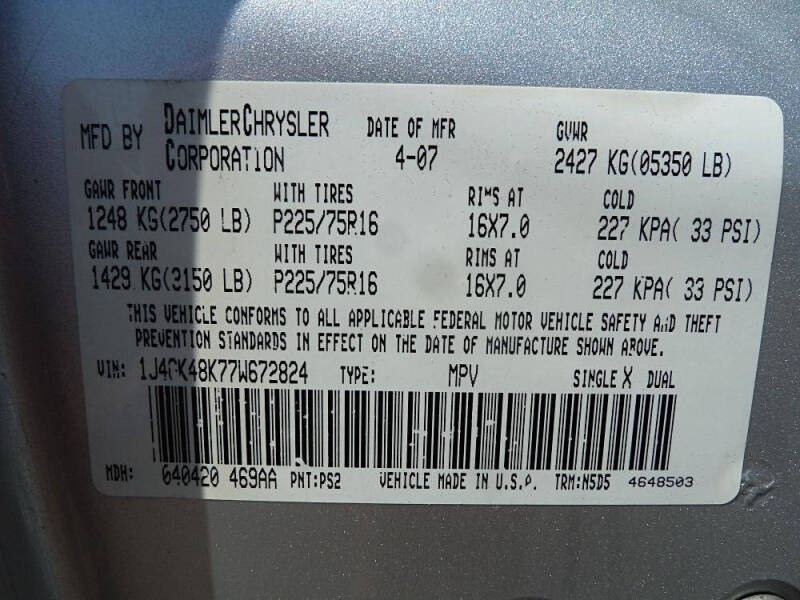 MFD BY DAIMLERCHRYSLER CORPORATION DATE OF MFR 4-07 GVWR 2427 KG(05350 LB)
GAWR FRONT WITH TIRES RIMS AT COLD
1248 KG(2750 LB) P225/75R16 16X7.0 227 KPA( 33 PSI)
GAWR REAR WITH TIRES RIMS AT COLD
1429 KG(3150 LB) P225/75R16 16X7.0 227 KPA( 33 PSI)
THIS VEHICLE CONFORMS TO ALL APPLICABLE FEDERAL MOTOR VEHICLE SAFETY AND THEFT
PREVENTION STANDARDS IN EFFECT ON THE DATE OF MANUFACTURE SHOWN ABOVE.
VIN: TYPE: MPV SINGLE X DUAL
MDH: 040420 469AA PNT:PS2 VEHICLE MADE IN U.S.A. TRM:N5D5 4648503